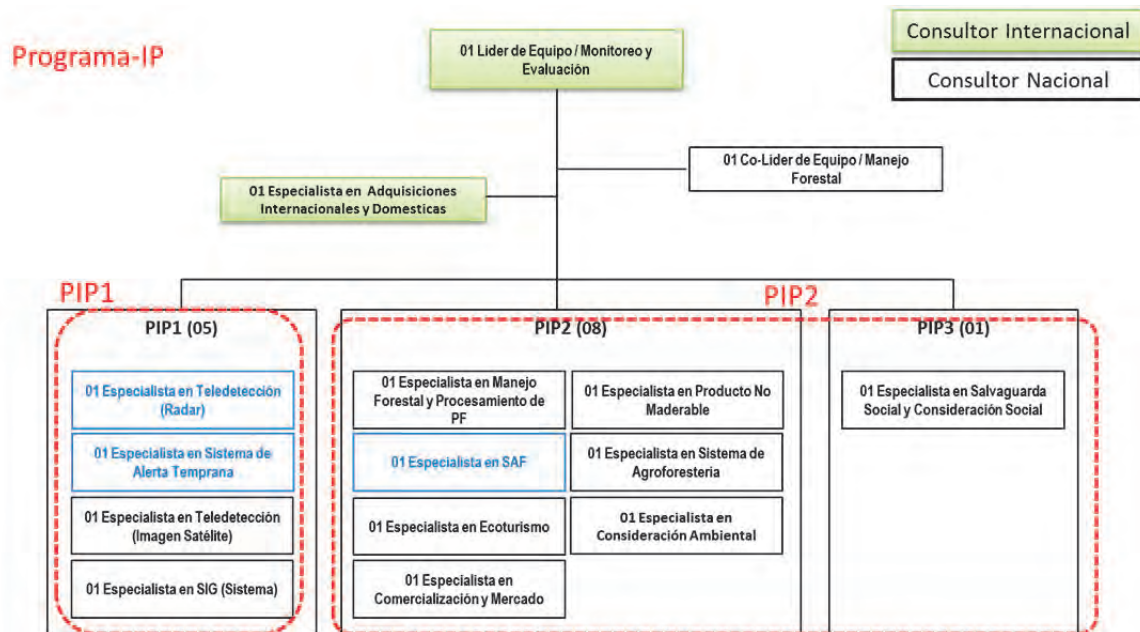 Programa-IP
01 Lider de Equipo / Monitoreo y
Evaluación
Consultor Internacional
Consultor Nacional
01 Co-Lider de Equipo / Manejo
Forestal
01 Especialista en Adquisiciones
Internacionales y Domesticas
PIP1
PIP2
PIP1 (05)
01 Especialista en Teledetección
(Radar)
01 Especialista en Sistema de
Alerta Temprana
01 Especialista en Teledetección
(Imagen Satélite)
01 Especialista en SIG (Sistema)
PIP2 (08)
01 Especialista en Manejo
Forestal y Procesamiento de
PF
01 Especialista en Producto No
Maderable
01 Especialista en SAF
01 Especialista en Sistema de
Agroforesteria
01 Especialista en Ecoturismo
01 Especialista en
Consideración Ambiental
01 Especialista en
Comercialización y Mercado
PIP3 (01)
01 Especialista en Salvaguarda
Social y Consideración Social